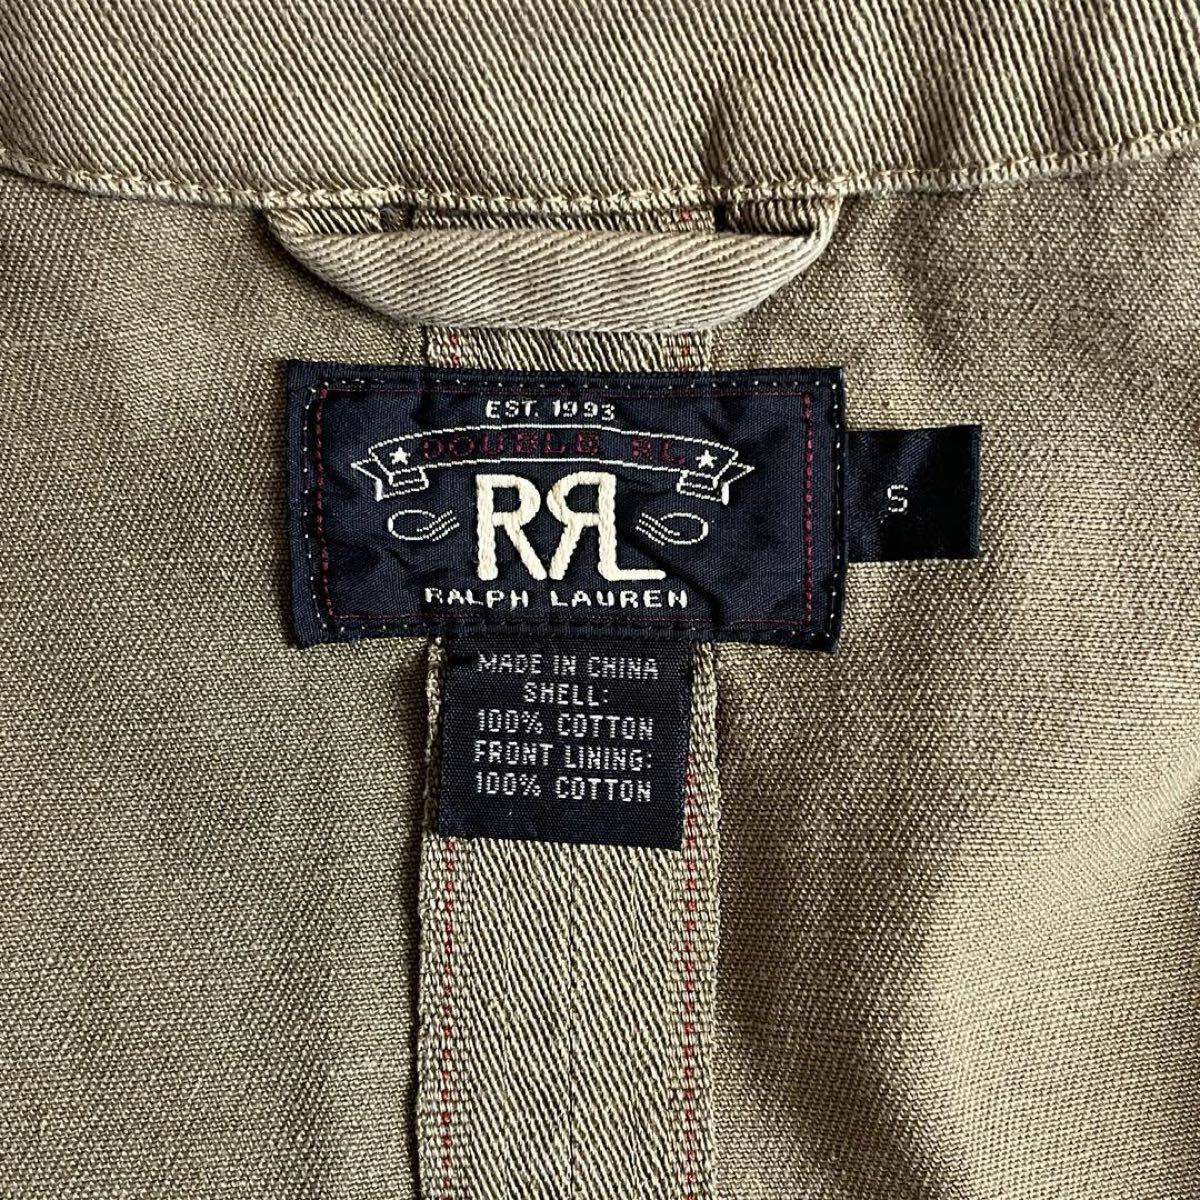 EST. 1993
DOUBLE RL
RRL
RALPH LAUREN
S
MADE IN CHINA
SHELL:
100% COTTON
FRONT LINING:
100% COTTON